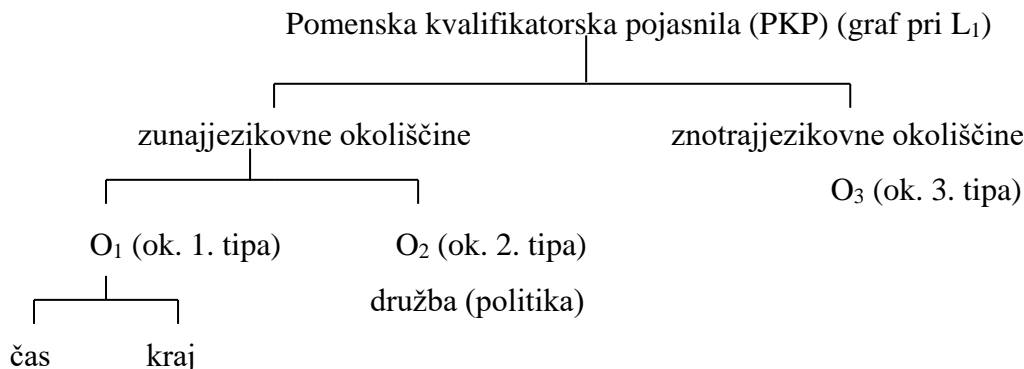 Pomenska kvalifikatorska pojasnila (PKP) (graf pri L₁)
zunajjezikovne okoliščine znotrajjezikovne okoliščine
O₃ (ok. 3. tipa)
O₁ (ok. 1. tipa) O₂ (ok. 2. tipa)
družba (politika)
čas kraj